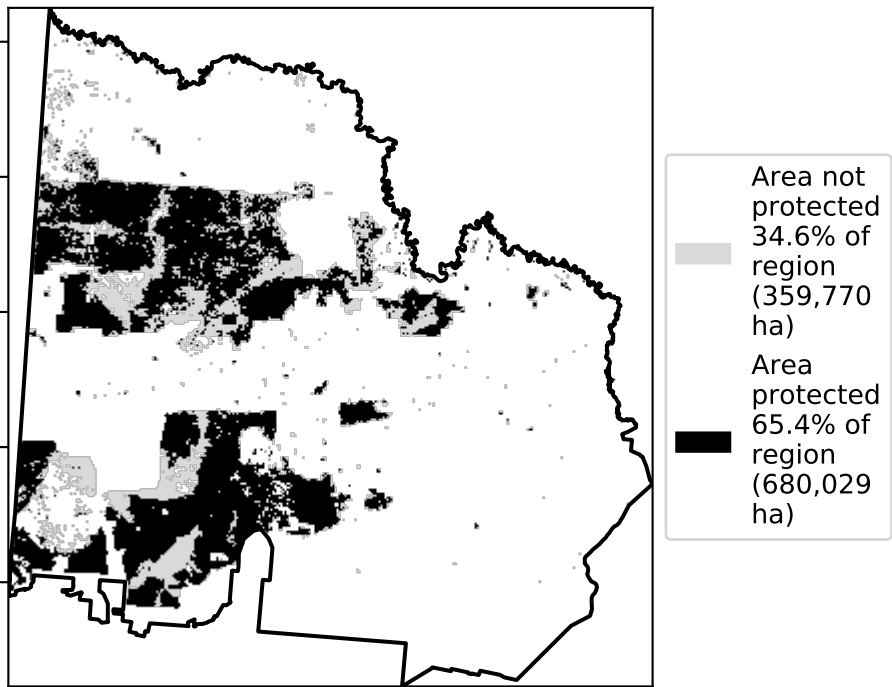 Area not
protected
34.6% of
region
(359,770
ha)
Area
protected
65.4% of
region
(680,029
ha)